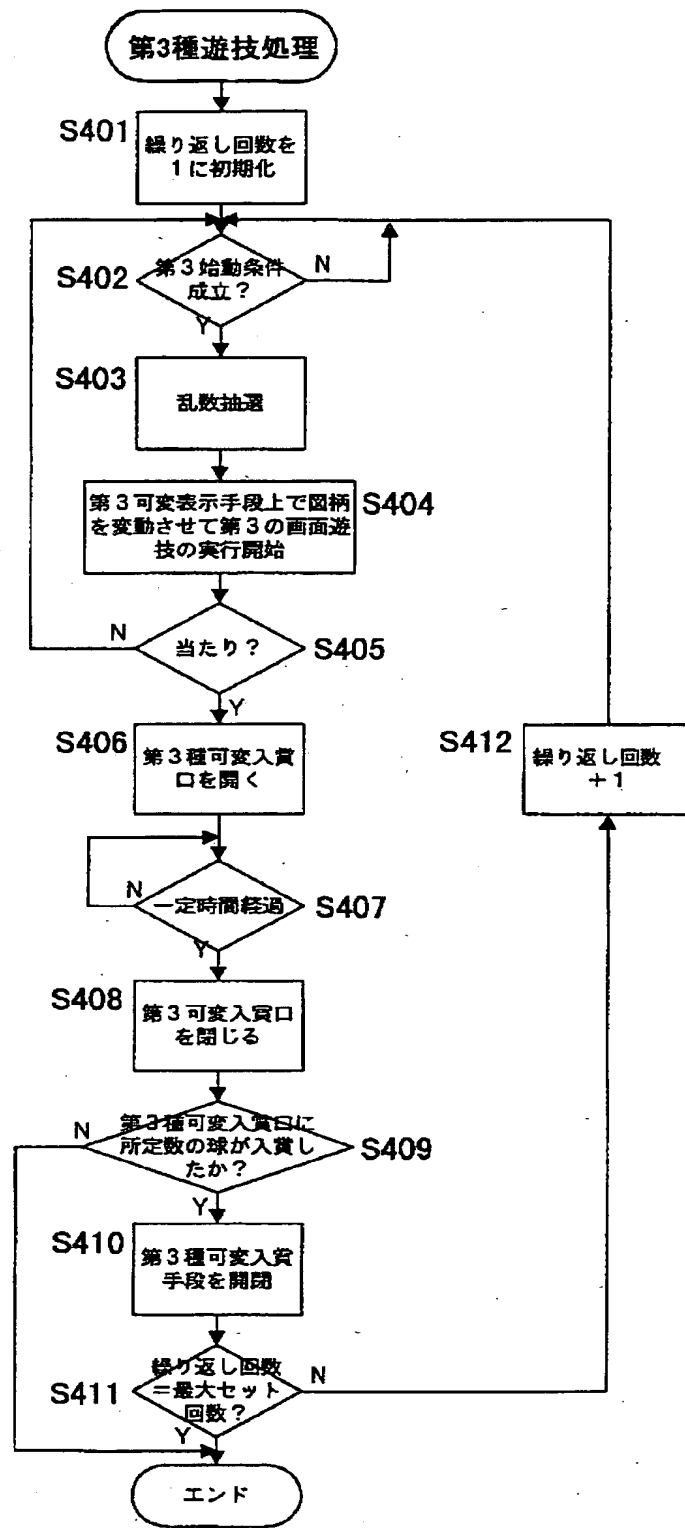 第3種遊技処理
S401
繰り返し回数を
１に初期化
S402
第３始動条件
成立？
N
Y
S403
乱数抽選
第３可変表示手段上で図柄
を変動させて第３の画面遊
技の実行開始
S404
N
当たり？
S405
Y
S406
第３種可変入賞
口を開く
S412
繰り返し回数
＋１
N
一定時間経過
S407
Y
S408
第３可変入賞口
を閉じる
N
第３種可変入賞口に
所定数の球が入賞し
たか？
S409
Y
S410
第３種可変入賞
手段を開閉
S411
繰り返し回数
＝最大セット
回数？
N
Y
エンド